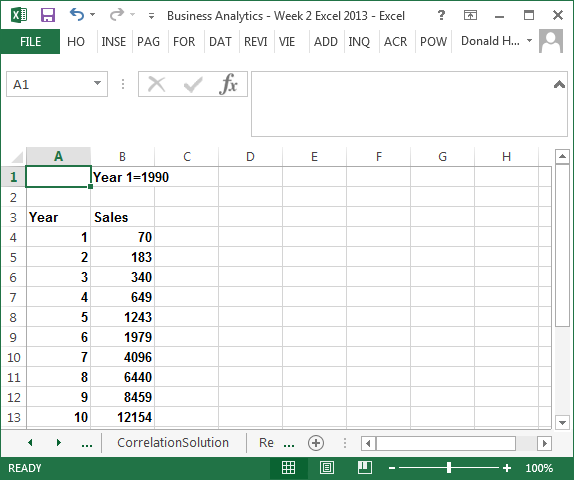 Business Analytics - Week 2 Excel 2013 - Excel
FILE HO INSE PAG FOR DAT REVI VIE ADD INQ ACR POW Donald H...
A1 fx
A B C D E F G H
1 Year 1=1990
2
3 Year Sales
4 1 70
5 2 183
6 3 340
7 4 649
8 5 1243
9 6 1979
10 7 4096
11 8 6440
12 9 8459
13 10 12154
... CorrelationSolution Re ...
READY 100%